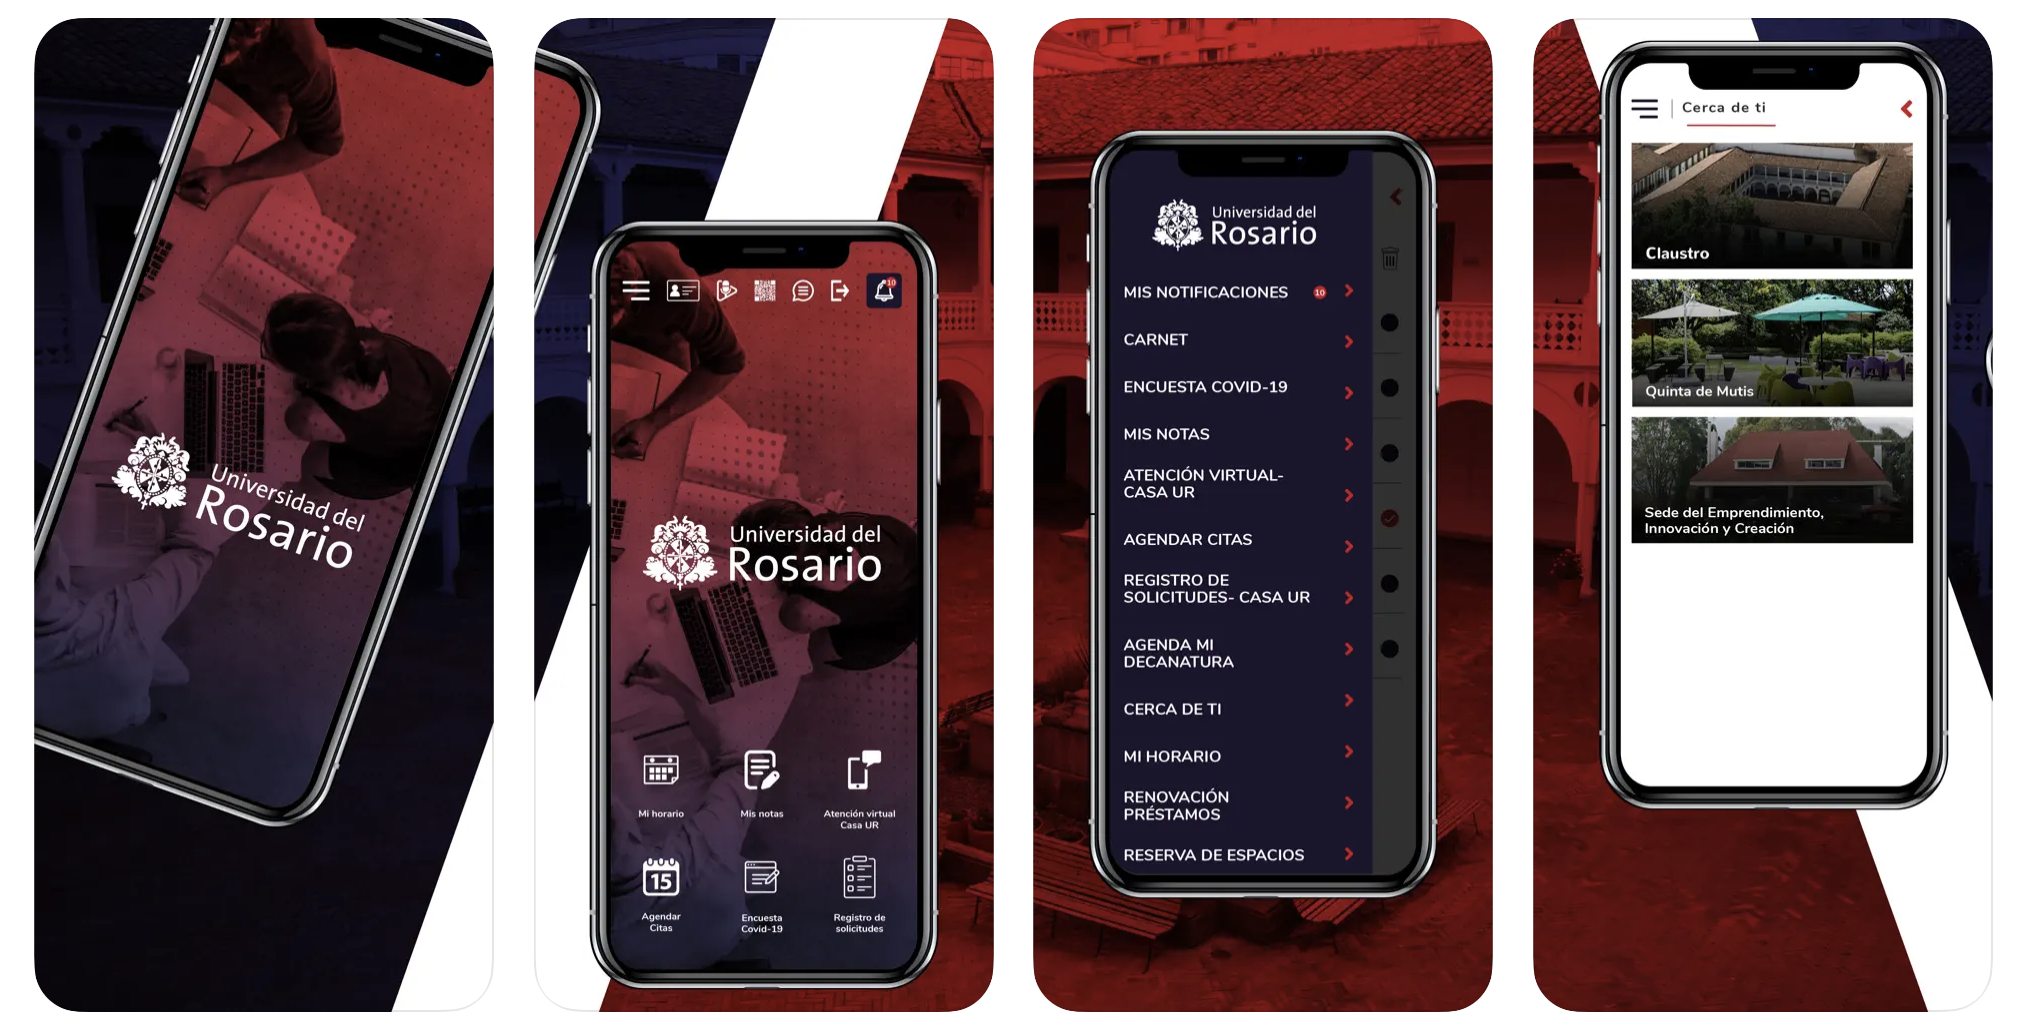 Universidad del
Rosario
10
Universidad del
Rosario
Mi horario
Mis notas
Atención virtual
Casa UR
15
Agendar
Citas
Encuesta
Covid-19
Registro de
solicitudes
Universidad del
Rosario
MIS NOTIFICACIONES 10
CARNET
ENCUESTA COVID-19
MIS NOTAS
ATENCIÓN VIRTUAL-
CASA UR
AGENDAR CITAS
REGISTRO DE
SOLICITUDES- CASA UR
AGENDA MI
DECANATURA
CERCA DE TI
MI HORARIO
RENOVACIÓN
PRÉSTAMOS
RESERVA DE ESPACIOS
Cerca de ti
Claustro
Quinta de Mutis
Sede del Emprendimiento,
Innovación y Creación